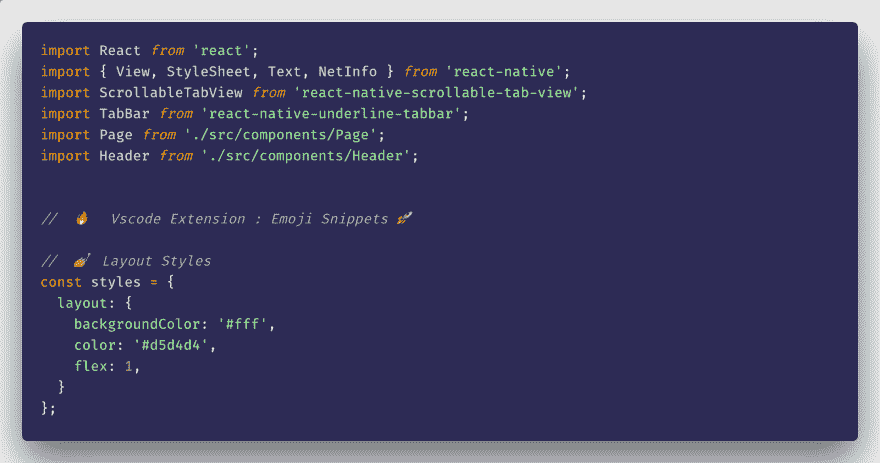 import React from 'react';
import { View, StyleSheet, Text, NetInfo } from 'react-native';
import ScrollableTabView from 'react-native-scrollable-tab-view';
import TabBar from 'react-native-underline-tabbar';
import Page from './src/components/Page';
import Header from './src/components/Header';
// 🔥 Vscode Extension : Emoji Snippets 🚀
// 💅 Layout Styles
const styles = {
  layout: {
    backgroundColor: '#fff',
    color: '#d5d4d4',
    flex: 1,
  }
};